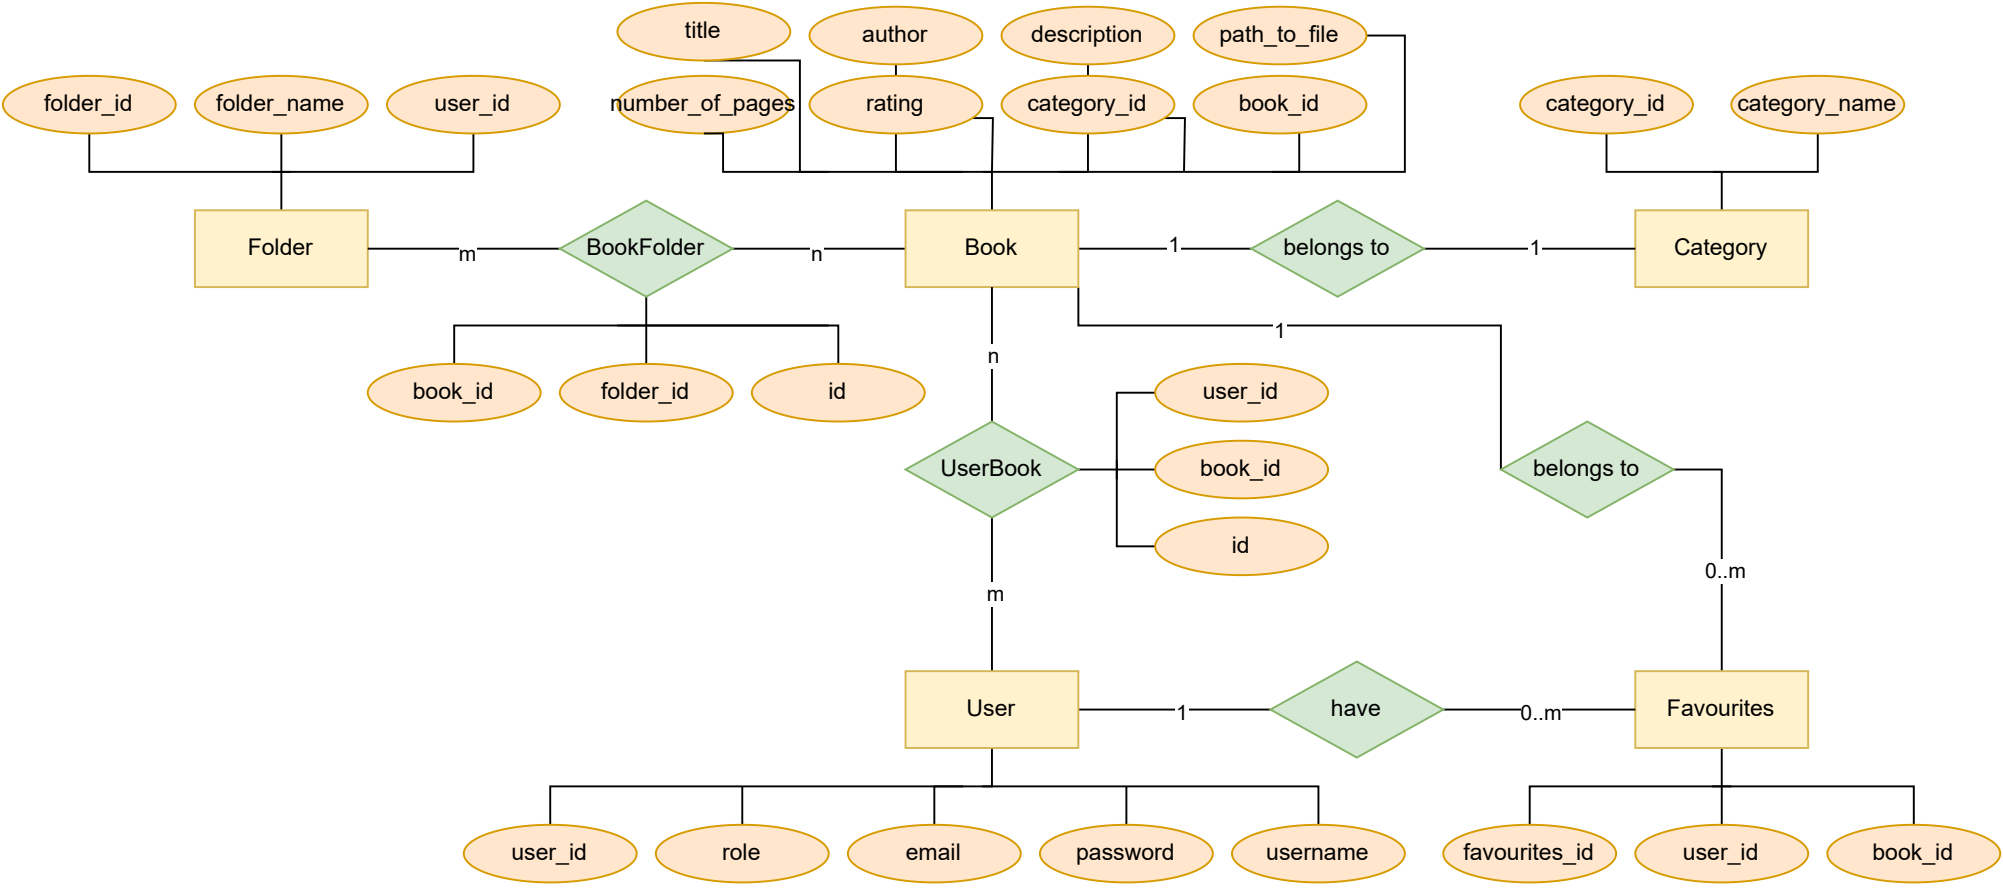 title
author
description
path_to_file
folder_id
folder_name
user_id
number_of_pages
rating
category_id
book_id
category_id
category_name
Folder
m
BookFolder
n
Book
1
belongs to
1
Category
1
n
book_id
folder_id
id
user_id
UserBook
book_id
belongs to
id
0..m
m
User
1
have
0..m
Favourites
user_id
role
email
password
username
favourites_id
user_id
book_id